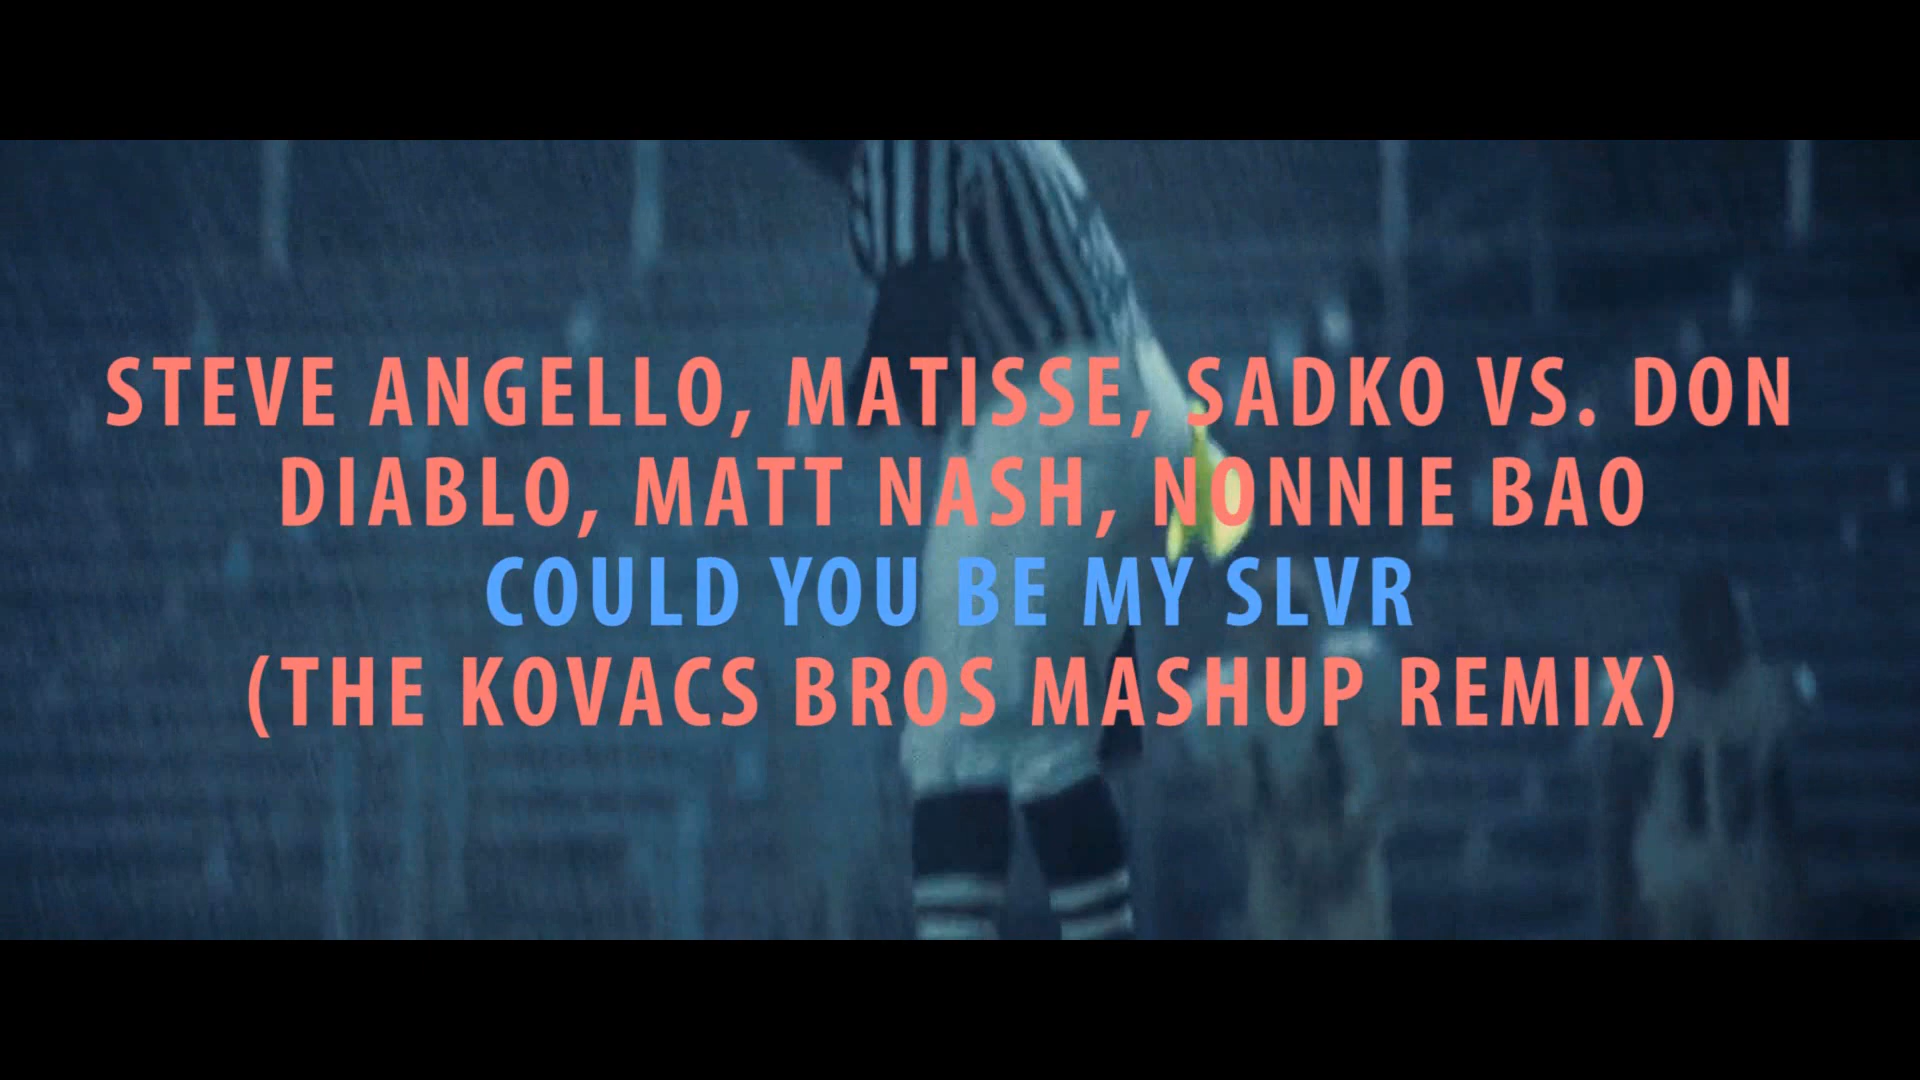 STEVE ANGELLO, MATISSE, SADKO VS. DON
DIABLO, MATT NASH, NONNIE BAO
COULD YOU BE MY SLVR
(THE KOVACS BROS MASHUP REMIX)